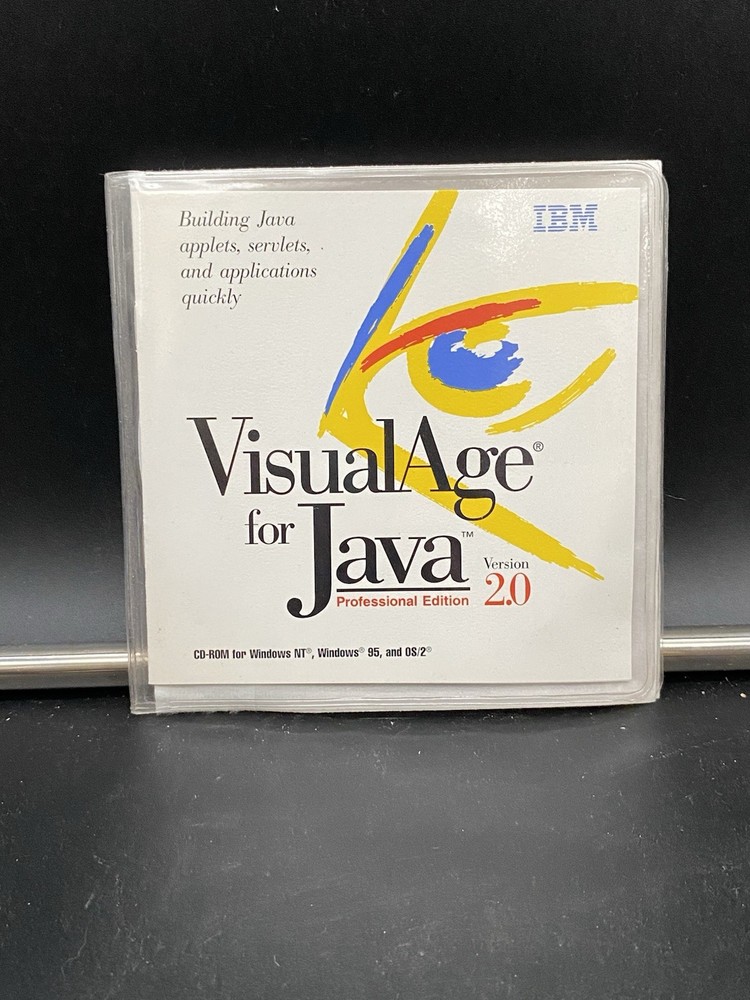 Building Java
applets, servlets,
and applications
quickly
IBM
VisualAge®
for Java™
Professional Edition
Version
2.0
CD-ROM for Windows NT®, Windows® 95, and OS/2®